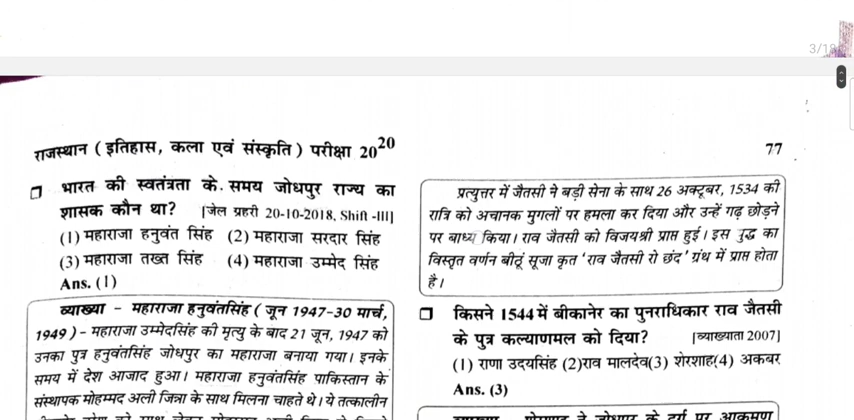 3/18
राजस्थान ( इतिहास, कला एवं संस्कृति ) परीक्षा 20²⁰
77
भारत की स्वतंत्रता के समय जोधपुर राज्य का
शासक कौन था? [जेल प्रहरी 20-10-2018, Shift -III]
(1) महाराजा हनुवंत सिंह (2) महाराजा सरदार सिंह
(3) महाराजा तख्त सिंह (4) महाराजा उम्मेद सिंह
Ans. (1)
व्याख्या - महाराजा हनुवंतसिंह ( जून 1947-30 मार्च,
1949 ) - महाराजा उम्मेदसिंह की मृत्यु के बाद 21 जून, 1947 को
उनका पुत्र हनुवंतसिंह जोधपुर का महाराजा बनाया गया। इनके
समय में देश आजाद हुआ। महाराजा हनुवंतसिंह पाकिस्तान के
संस्थापक मोहम्मद अली जिन्ना के साथ मिलना चाहते थे। ये तत्कालीन
प्रत्युत्तर में जैतसी ने बड़ी सेना के साथ 26 अक्टूबर, 1534 की
रात्रि को अचानक मुगलों पर हमला कर दिया और उन्हें गढ़ छोड़ने
पर बाध्य किया। राव जैतसी को विजयश्री प्राप्त हुई। इस युद्ध का
विस्तृत वर्णन बीठूं सूजा कृत 'राव जैतसी रो छंद' ग्रंथ में प्राप्त होता
है।
किसने 1544 में बीकानेर का पुनराधिकार राव जैतसी
के पुत्र कल्याणमल को दिया? [व्याख्याता 2007]
(1) राणा उदयसिंह (2)राव मालदेव(3) शेरशाह(4) अकबर
Ans. (3)